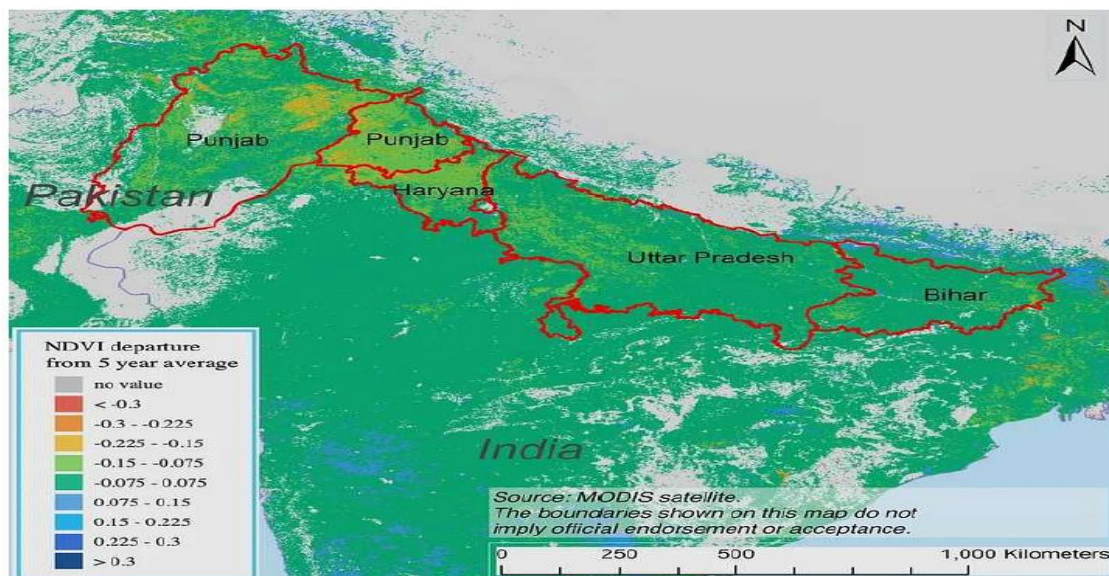 N
Punjab
Punjab
Pakistan
Haryana
Uttar Pradesh
Bihar
India
NDVI departure
from 5 year average
no value
< -0.3
-0.3 - -0.225
-0.225 - -0.15
-0.15 - -0.075
-0.075 - 0.075
0.075 - 0.15
0.15 - 0.225
0.225 - 0.3
> 0.3
Source: MODIS satellite.
The boundaries shown on this map do not
imply official endorsement or acceptance.
0 250 500 1,000 Kilometers